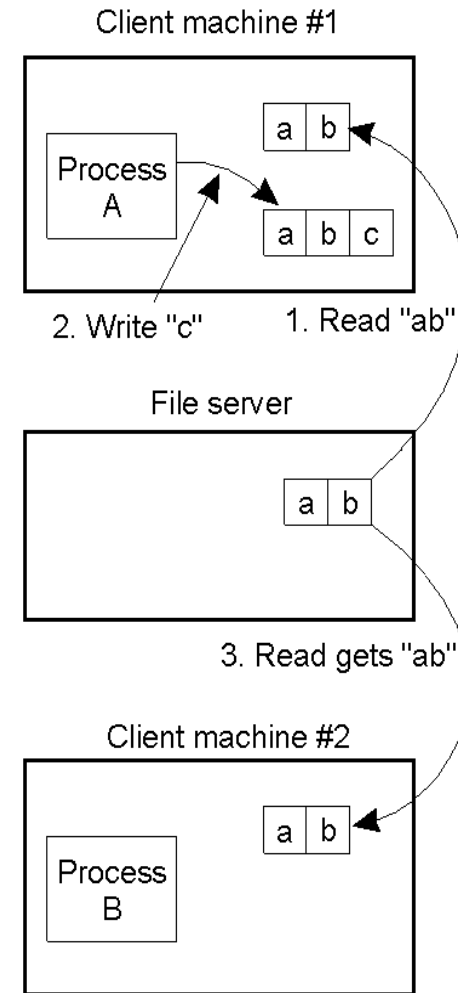 Client machine #1
a b
Process
A
a b c
2. Write "c"
1. Read "ab"
File server
a b
3. Read gets "ab"
Client machine #2
a b
Process
B